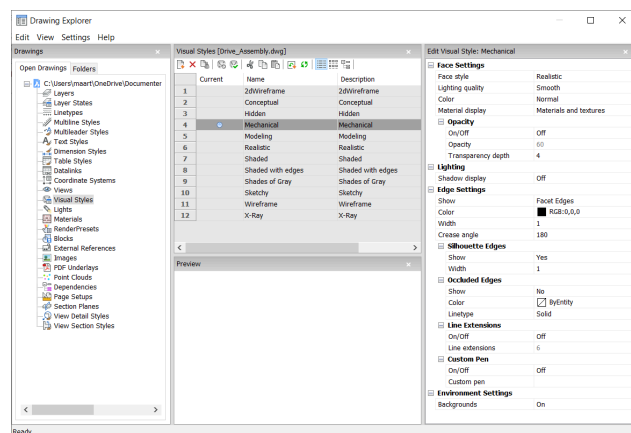 Drawing Explorer
Edit View Settings Help
Drawings
Open Drawings Folders
C:\Users\maart\OneDrive\Documenter
Layers
Layer States
Linetypes
Multiline Styles
Multileader Styles
Text Styles
Dimension Styles
Table Styles
Datalinks
Coordinate Systems
Views
Visual Styles
Lights
Materials
RenderPresets
Blocks
External References
Images
PDF Underlays
Point Clouds
Dependencies
Page Setups
Section Planes
View Detail Styles
View Section Styles
Visual Styles [Drive_Assembly.dwg]
Current Name Description
1 2dWireframe 2dWireframe
2 Conceptual Conceptual
3 Hidden Hidden
4 Mechanical Mechanical
5 Modeling Modeling
6 Realistic Realistic
7 Shaded Shaded
8 Shaded with edges Shaded with edges
9 Shades of Gray Shades of Gray
10 Sketchy Sketchy
11 Wireframe Wireframe
12 X-Ray X-Ray
Preview
Edit Visual Style: Mechanical
Face Settings
Face style Realistic
Lighting quality Smooth
Color Normal
Material display Materials and textures
Opacity
On/Off Off
Opacity 60
Transparency depth 4
Lighting
Shadow display Off
Edge Settings
Show Facet Edges
Color RGB:0,0,0
Width 1
Crease angle 180
Silhouette Edges
Show Yes
Width 1
Occluded Edges
Show No
Color ByEntity
Linetype Solid
Line Extensions
On/Off Off
Line extensions 6
Custom Pen
On/Off Off
Custom pen
Environment Settings
Backgrounds On
Ready